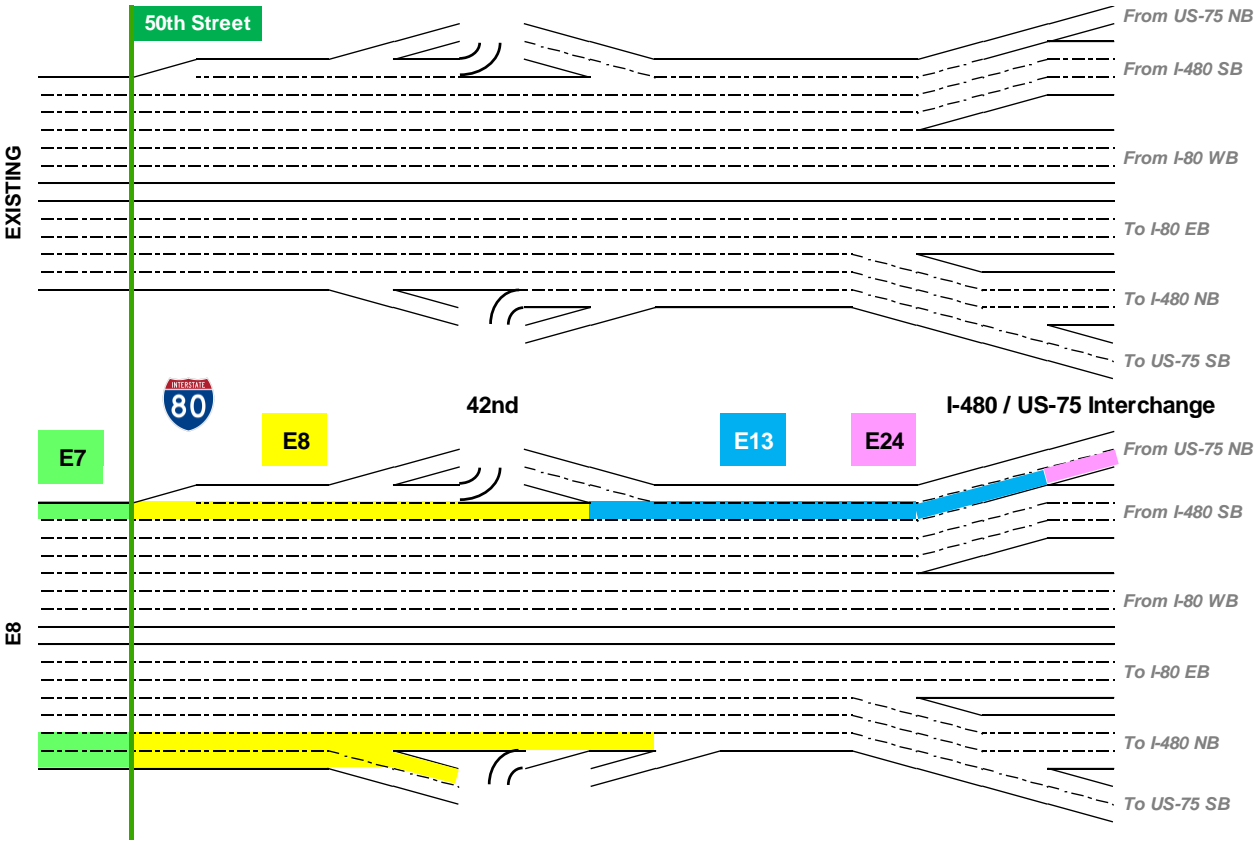 50th Street
From US-75 NB
From I-480 SB
From I-80 WB
EXISTING
To I-80 EB
To I-480 NB
To US-75 SB
INTERSTATE
80
42nd
I-480 / US-75 Interchange
E7
E8
E13
E24
From US-75 NB
From I-480 SB
From I-80 WB
E8
To I-80 EB
To I-480 NB
To US-75 SB